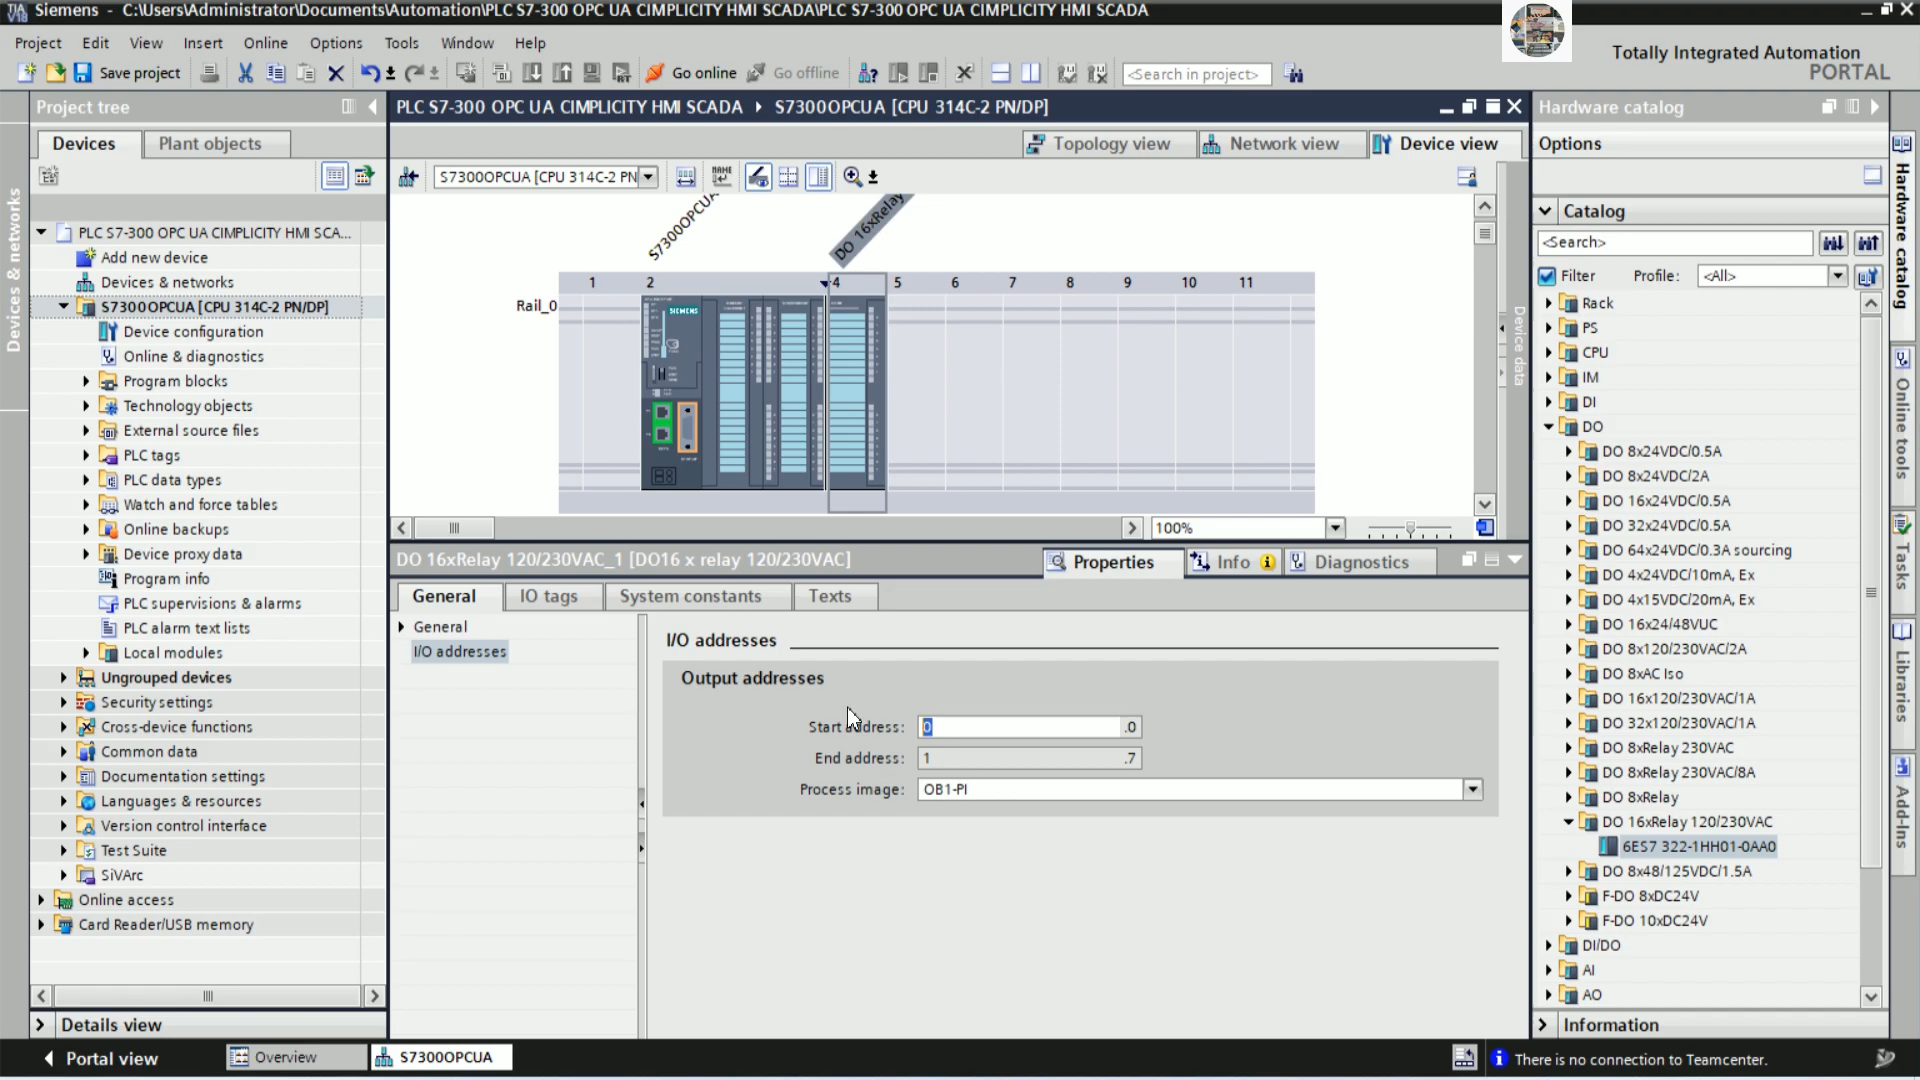 Siemens - C:\Users\Administrator\Documents\Automation\PLC S7-300 OPC UA CIMPLICITY HMI SCADA\PLC S7-300 OPC UA CIMPLICITY HMI SCADA
Project Edit View Insert Online Options Tools Window Help
Totally Integrated Automation
PORTAL
Save project
Go online
Go offline
<Search in project>
Project tree
PLC S7-300 OPC UA CIMPLICITY HMI SCADA ▸ S7300OPCUA [CPU 314C-2 PN/DP]
Hardware catalog
Devices
Plant objects
Topology view
Network view
Device view
Options
S7300OPCUA [CPU 314C-2 PN
Devices & networks
PLC S7-300 OPC UA CIMPLICITY HMI SCA...
Add new device
Devices & networks
S7300OPCUA [CPU 314C-2 PN/DP]
Device configuration
Online & diagnostics
Program blocks
Technology objects
External source files
PLC tags
PLC data types
Watch and force tables
Online backups
Device proxy data
Program info
PLC supervisions & alarms
PLC alarm text lists
Local modules
Ungrouped devices
Security settings
Cross-device functions
Common data
Documentation settings
Languages & resources
Version control interface
Test Suite
SiVArc
Online access
Card Reader/USB memory
Details view
S7300OPCUA
DO 16xRelay
1 2 4 5 6 7 8 9 10 11
Rail_0
SIEMENS
Device data
100%
DO 16xRelay 120/230VAC_1 [DO16 x relay 120/230VAC]
Properties
Info
Diagnostics
General
IO tags
System constants
Texts
General
I/O addresses
I/O addresses
Output addresses
Start address: 0 .0
End address: 1 .7
Process image: OB1-PI
Catalog
<Search>
Filter
Profile: <All>
Rack
PS
CPU
IM
DI
DO
DO 8x24VDC/0.5A
DO 8x24VDC/2A
DO 16x24VDC/0.5A
DO 32x24VDC/0.5A
DO 64x24VDC/0.3A sourcing
DO 4x24VDC/10mA, Ex
DO 4x15VDC/20mA, Ex
DO 16x24/48VUC
DO 8x120/230VAC/2A
DO 8xAC Iso
DO 16x120/230VAC/1A
DO 32x120/230VAC/1A
DO 8xRelay 230VAC
DO 8xRelay 230VAC/8A
DO 8xRelay
DO 16xRelay 120/230VAC
6ES7 322-1HH01-0AA0
DO 8x48/125VDC/1.5A
F-DO 8xDC24V
F-DO 10xDC24V
DI/DO
AI
AO
Information
Hardware catalog
Online tools
Tasks
Libraries
Add-Ins
Portal view
Overview
S7300OPCUA
There is no connection to Teamcenter.